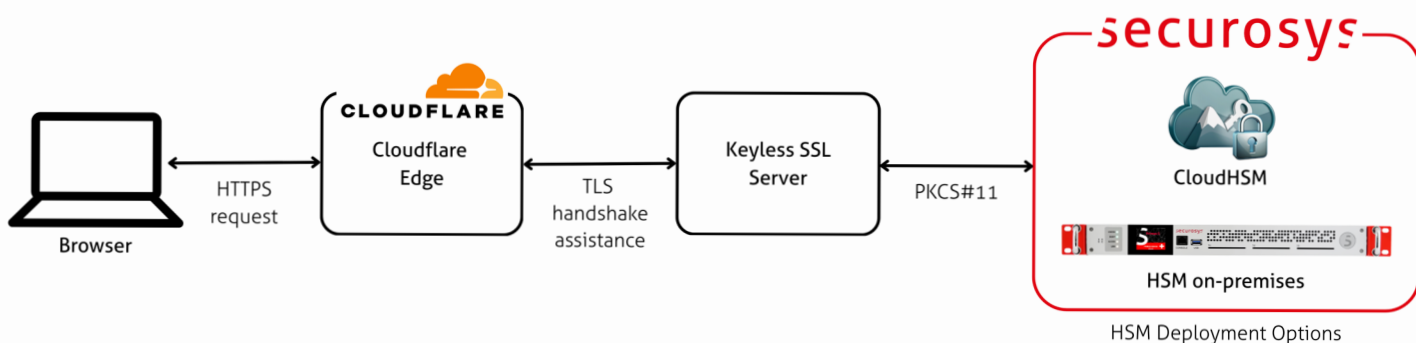 securosys
CLOUDFLARE
Cloudflare
Edge
Keyless SSL
Server
CloudHSM
HTTPS
request
TLS
handshake
assistance
PKCS#11
Browser
securosys
HSM on-premises
HSM Deployment Options